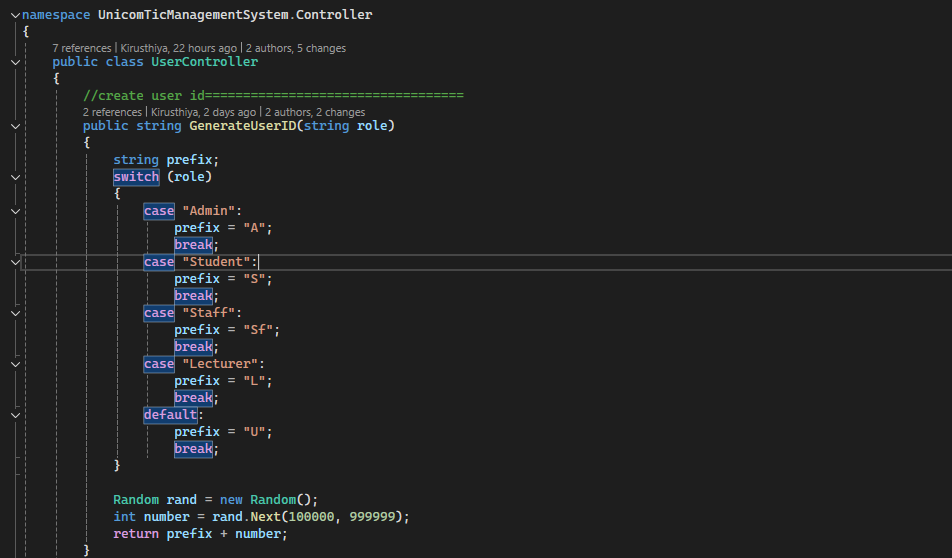 namespace UnicomTicManagementSystem.Controller
{
7 references | Kirusthiya, 22 hours ago | 2 authors, 5 changes
public class UserController
{
//create user id==================================
2 references | Kirusthiya, 2 days ago | 2 authors, 2 changes
public string GenerateUserID(string role)
{
string prefix;
switch (role)
{
case "Admin":
prefix = "A";
break;
case "Student":
prefix = "S";
break;
case "Staff":
prefix = "Sf";
break;
case "Lecturer":
prefix = "L";
break;
default:
prefix = "U";
break;
}
Random rand = new Random();
int number = rand.Next(100000, 999999);
return prefix + number;
}